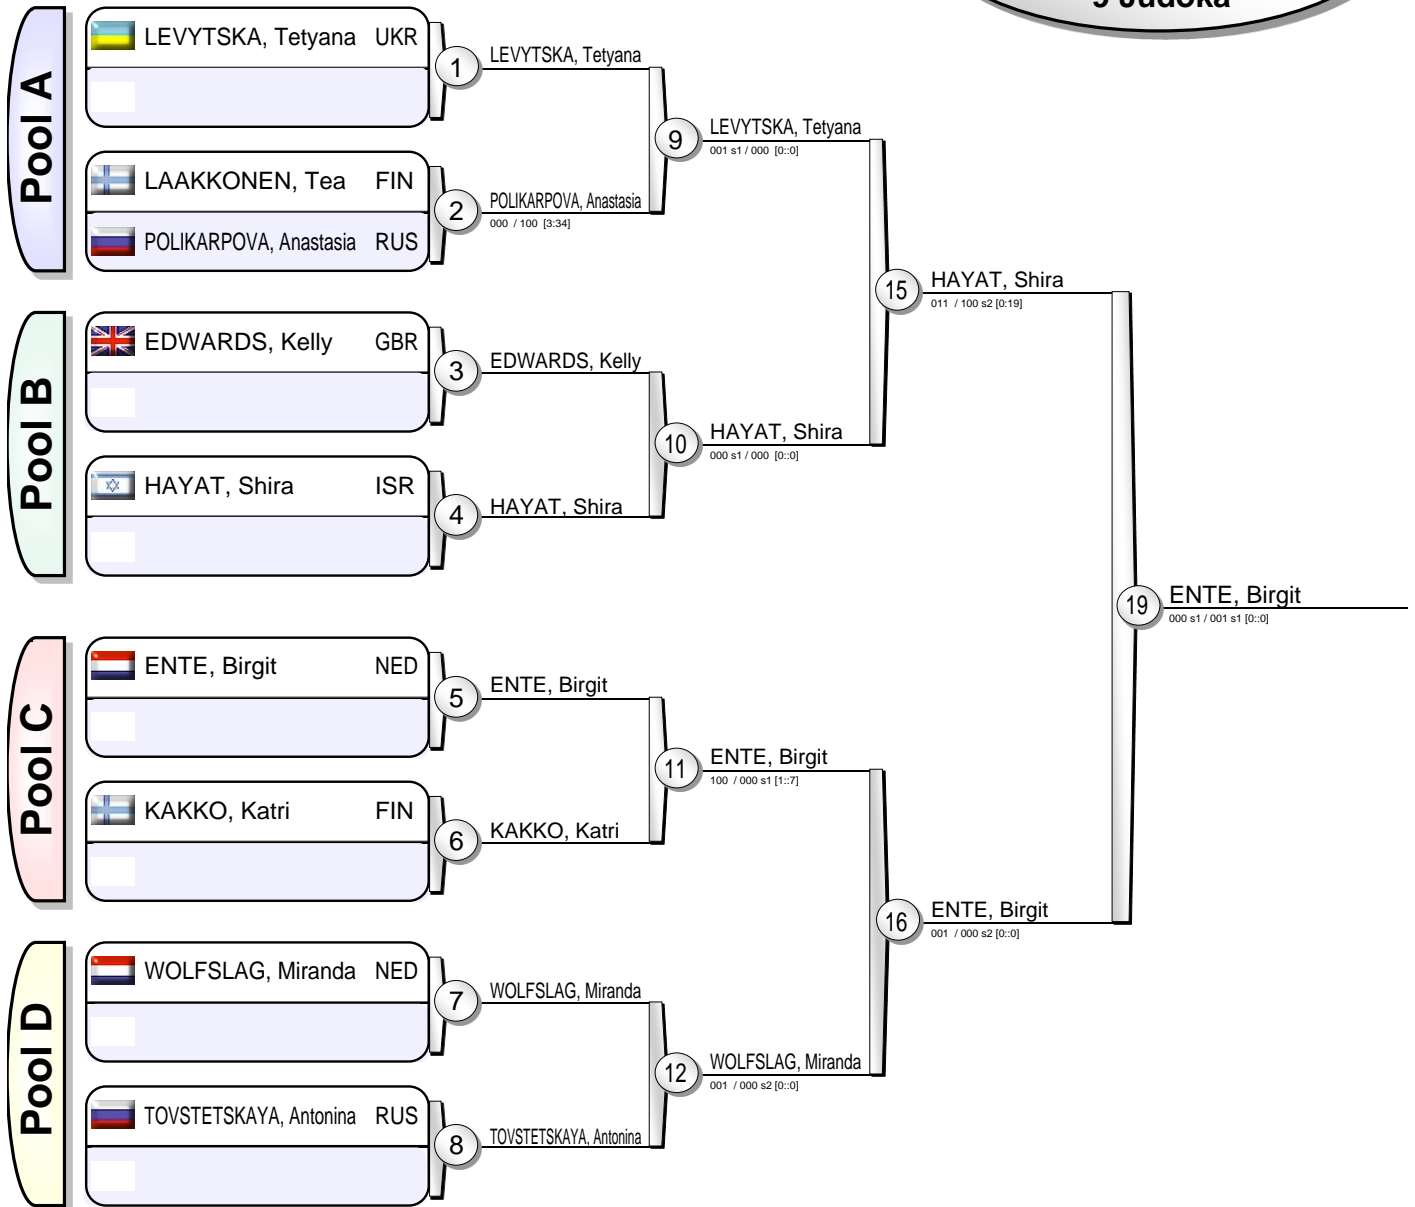 9 Judoka
Pool A
LEVYTSKA, Tetyana UKR
1
LEVYTSKA, Tetyana
LAAKKONEN, Tea FIN
POLIKARPOVA, Anastasia RUS
2
POLIKARPOVA, Anastasia
000 / 100 [3:34]
9
LEVYTSKA, Tetyana
001 s1 / 000 [0::0]
Pool B
EDWARDS, Kelly GBR
3
EDWARDS, Kelly
HAYAT, Shira ISR
4
HAYAT, Shira
10
HAYAT, Shira
000 s1 / 000 [0::0]
15
HAYAT, Shira
011 / 100 s2 [0:19]
Pool C
ENTE, Birgit NED
5
ENTE, Birgit
KAKKO, Katri FIN
6
KAKKO, Katri
11
ENTE, Birgit
100 / 000 s1 [1::7]
Pool D
WOLFSLAG, Miranda NED
7
WOLFSLAG, Miranda
TOVSTETSKAYA, Antonina RUS
8
TOVSTETSKAYA, Antonina
12
WOLFSLAG, Miranda
001 / 000 s2 [0::0]
16
ENTE, Birgit
001 / 000 s2 [0::0]
19
ENTE, Birgit
000 s1 / 001 s1 [0::0]